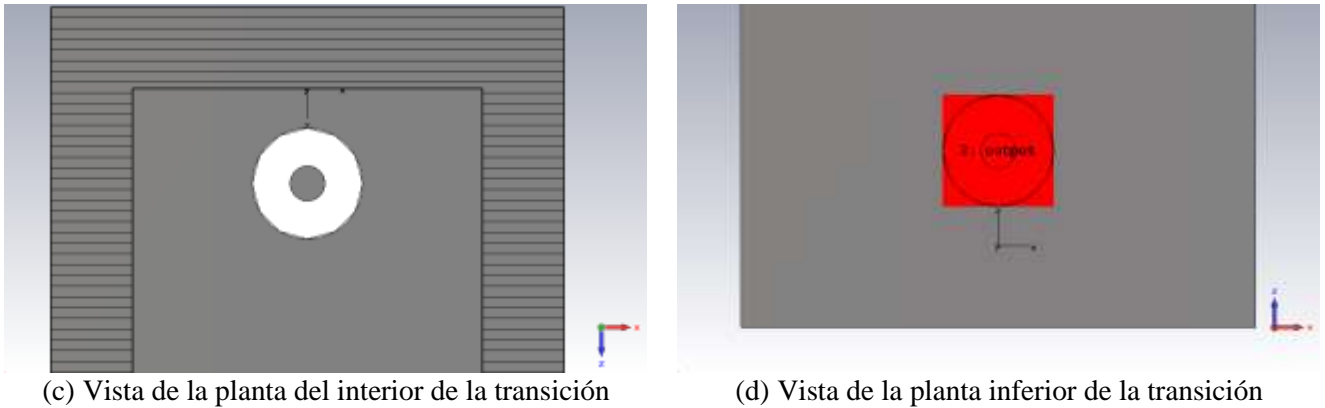 2: output
x
z
z
x
(c) Vista de la planta del interior de la transición
(d) Vista de la planta inferior de la transición